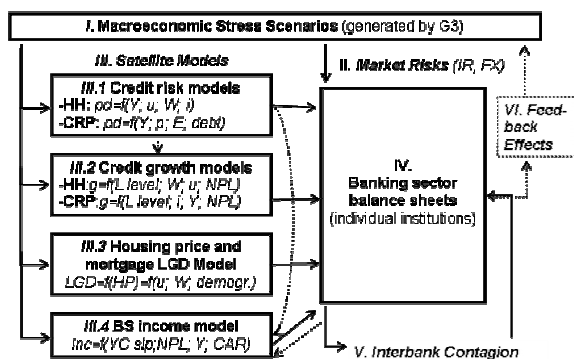 I. Macroeconomic Stress Scenarios (generated by G3)
III. Satellite Models
II. Market Risks (IR, FX)
III.1 Credit risk models
-HH: pd=f(Y; u; W; i)
-CRP: pd=f(Y; p; E; debt)
III.2 Credit growth models
-HH:g=f(L level; W; u; NPL)
-CRP:g=f(L level; i; Y; NPL)
III.3 Housing price and
mortgage LGD Model
LGD=f(HP)=f(u; W; demogr.)
III.4 BS income model
Inc=f(YC slp;NPL; Y; CAR)
IV.
Banking sector
balance sheets
(individual institutions)
VI. Feed-
back
Effects
V. Interbank Contagion